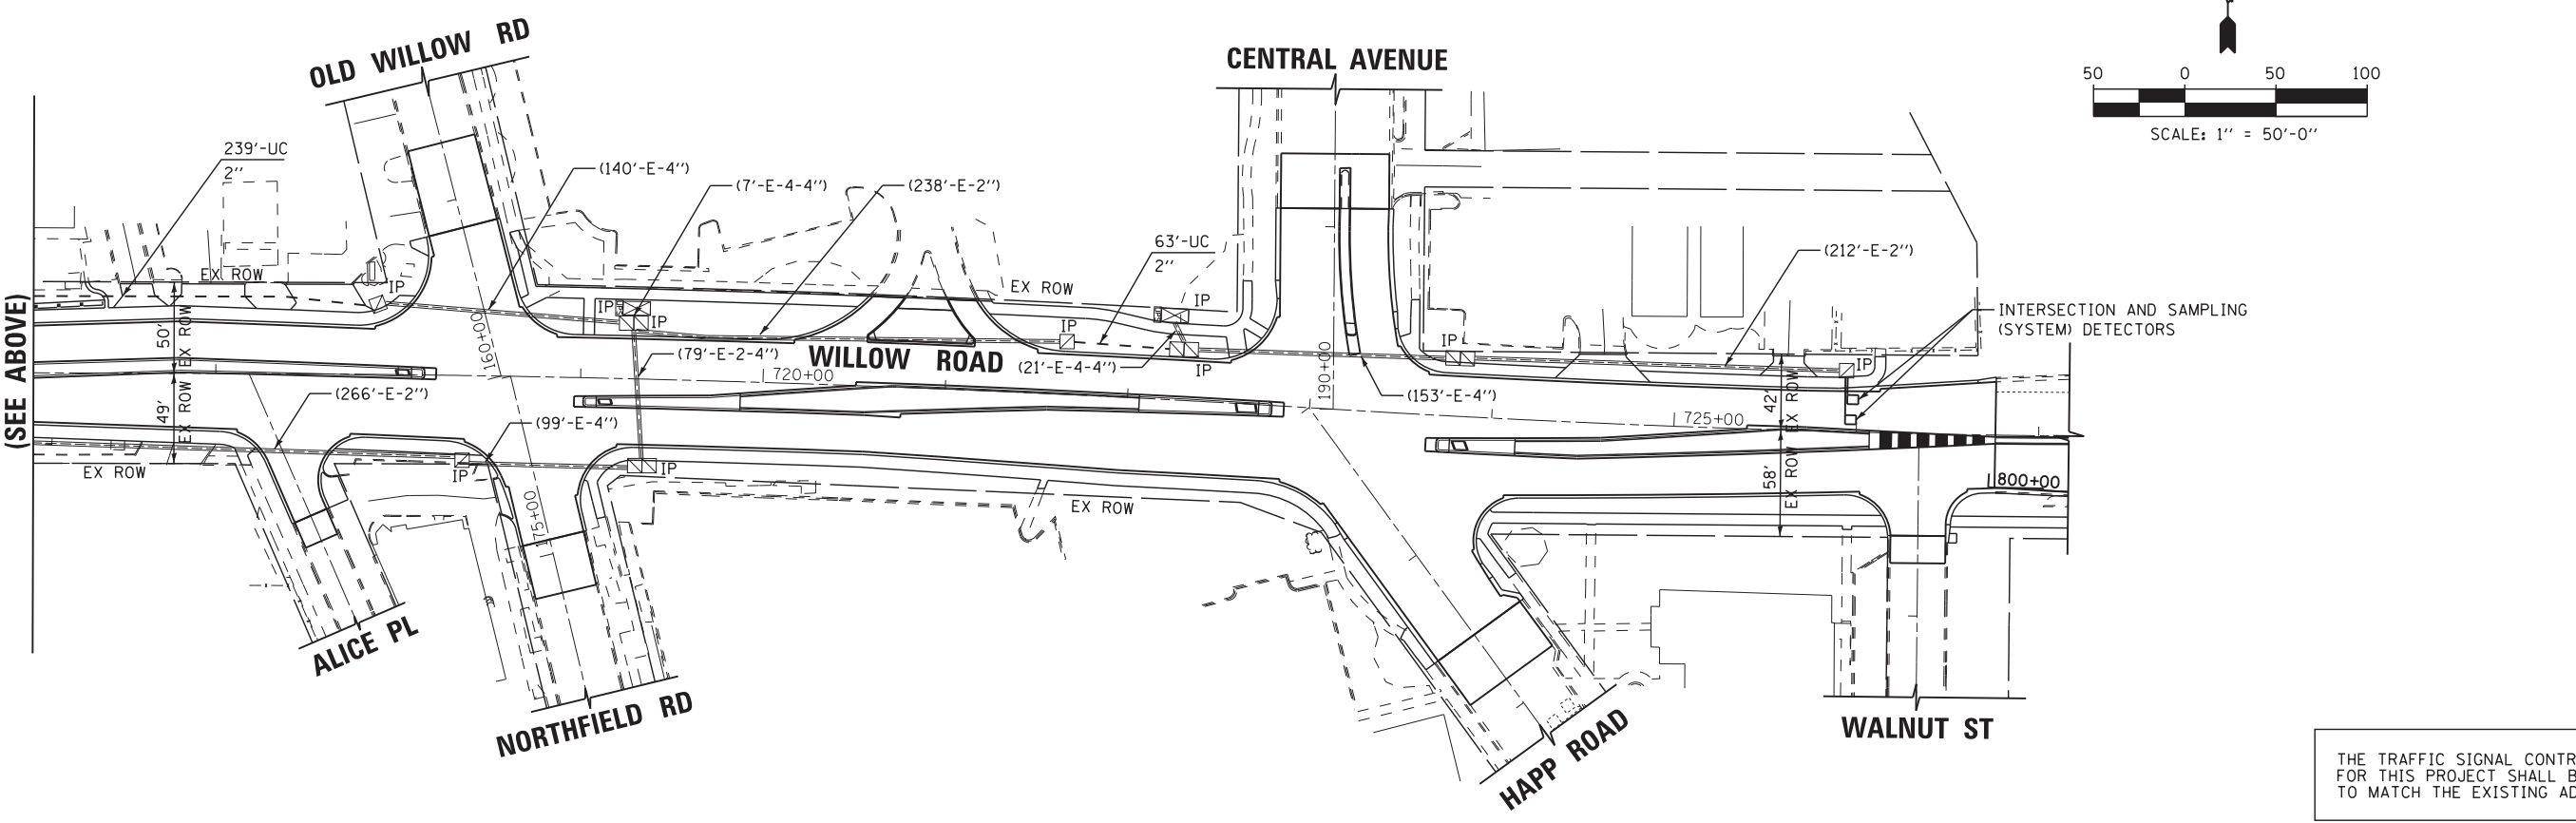 OLD WILLOW RD
CENTRAL AVENUE
50 0 50 100
SCALE: 1'' = 50'-0''
239'-UC
2''
(140'-E-4'')
(7'-E-4-4'')
(238'-E-2'')
63'-UC
2''
(212'-E-2'')
EX ROW
IP
EX ROW
IP
INTERSECTION AND SAMPLING
(SYSTEM) DETECTORS
IP
IP
IP
160+00
50'
EX ROW
(SEE ABOVE)
WILLOW ROAD
(79'-E-2-4'')
720+00
(21'-E-4-4'')
IP
190+00
IP
IP
(153'-E-4'')
42'
EX ROW
725+00
49'
EX ROW
(266'-E-2'')
(99'-E-4'')
EX ROW
IP
IP
58'
EX ROW
800+00
EX ROW
175+00
ALICE PL
NORTHFIELD RD
HAPP ROAD
WALNUT ST
THE TRAFFIC SIGNAL CONTR
FOR THIS PROJECT SHALL B
TO MATCH THE EXISTING AD